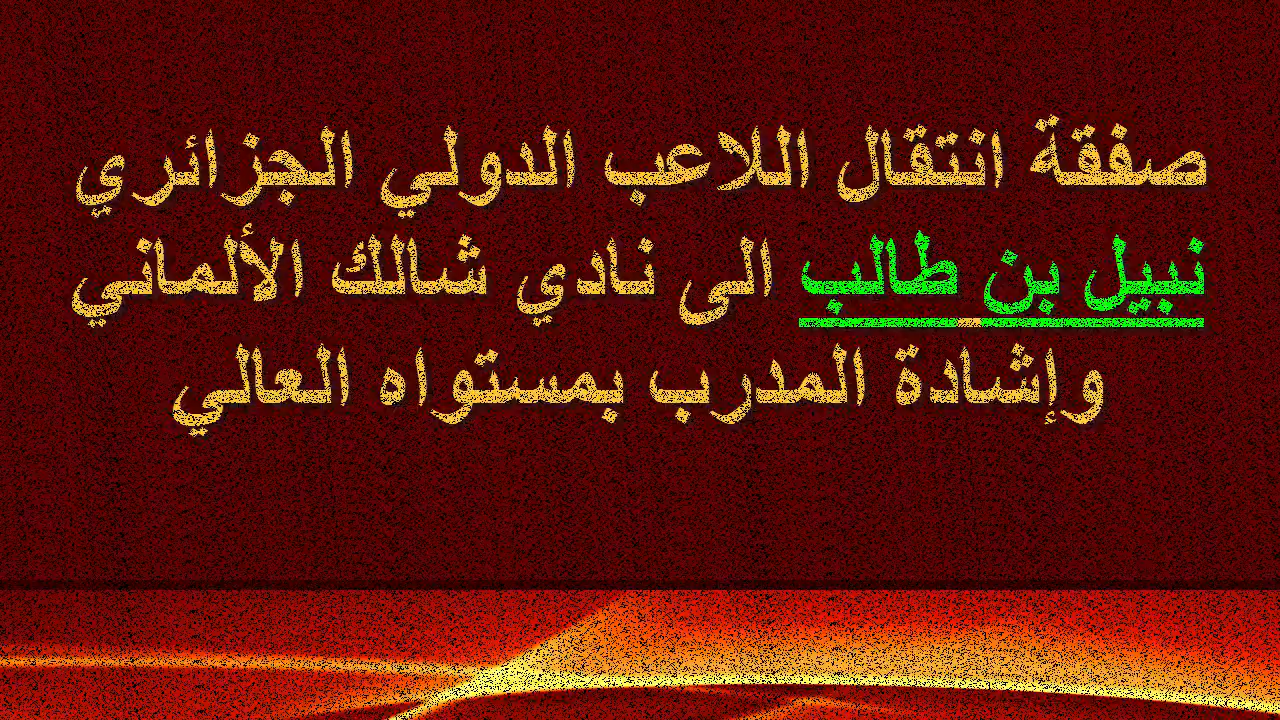 صفقة انتقال اللاعب الدولي الجزائري
نبيل بن طالب الى نادي شالك الألماني
وإشادة المدرب بمستواه العالي